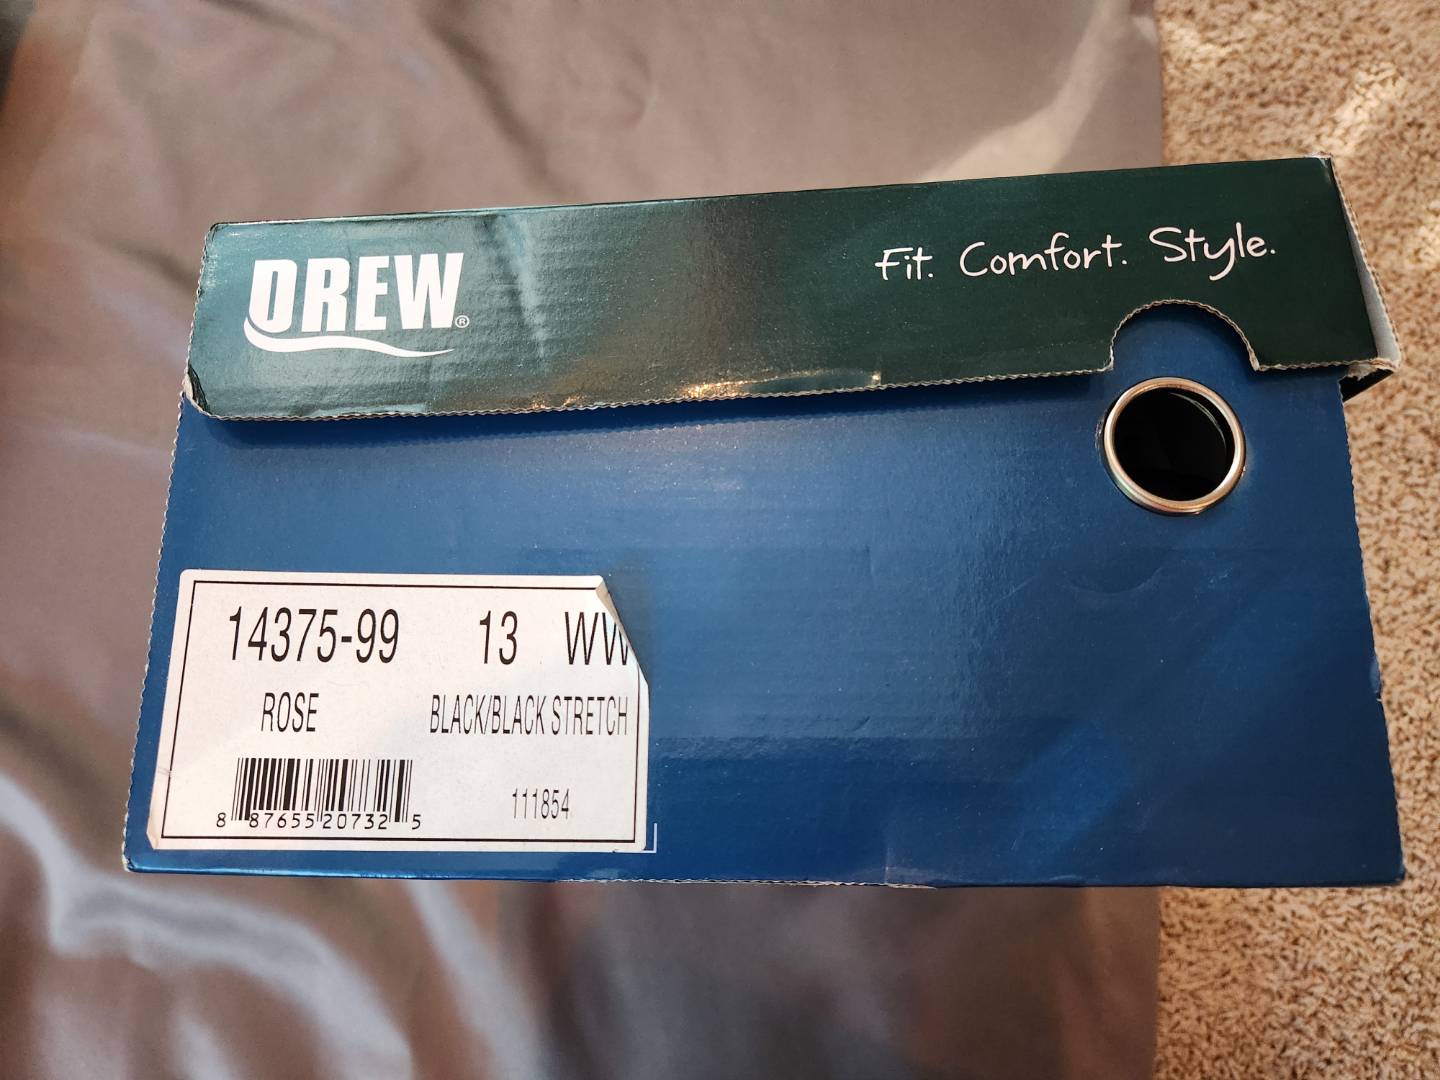 DREW®
Fit. Comfort. Style.
14375-99 13 WW
ROSE BLACK/BLACK STRETCH
8 87655 20732 5
111854